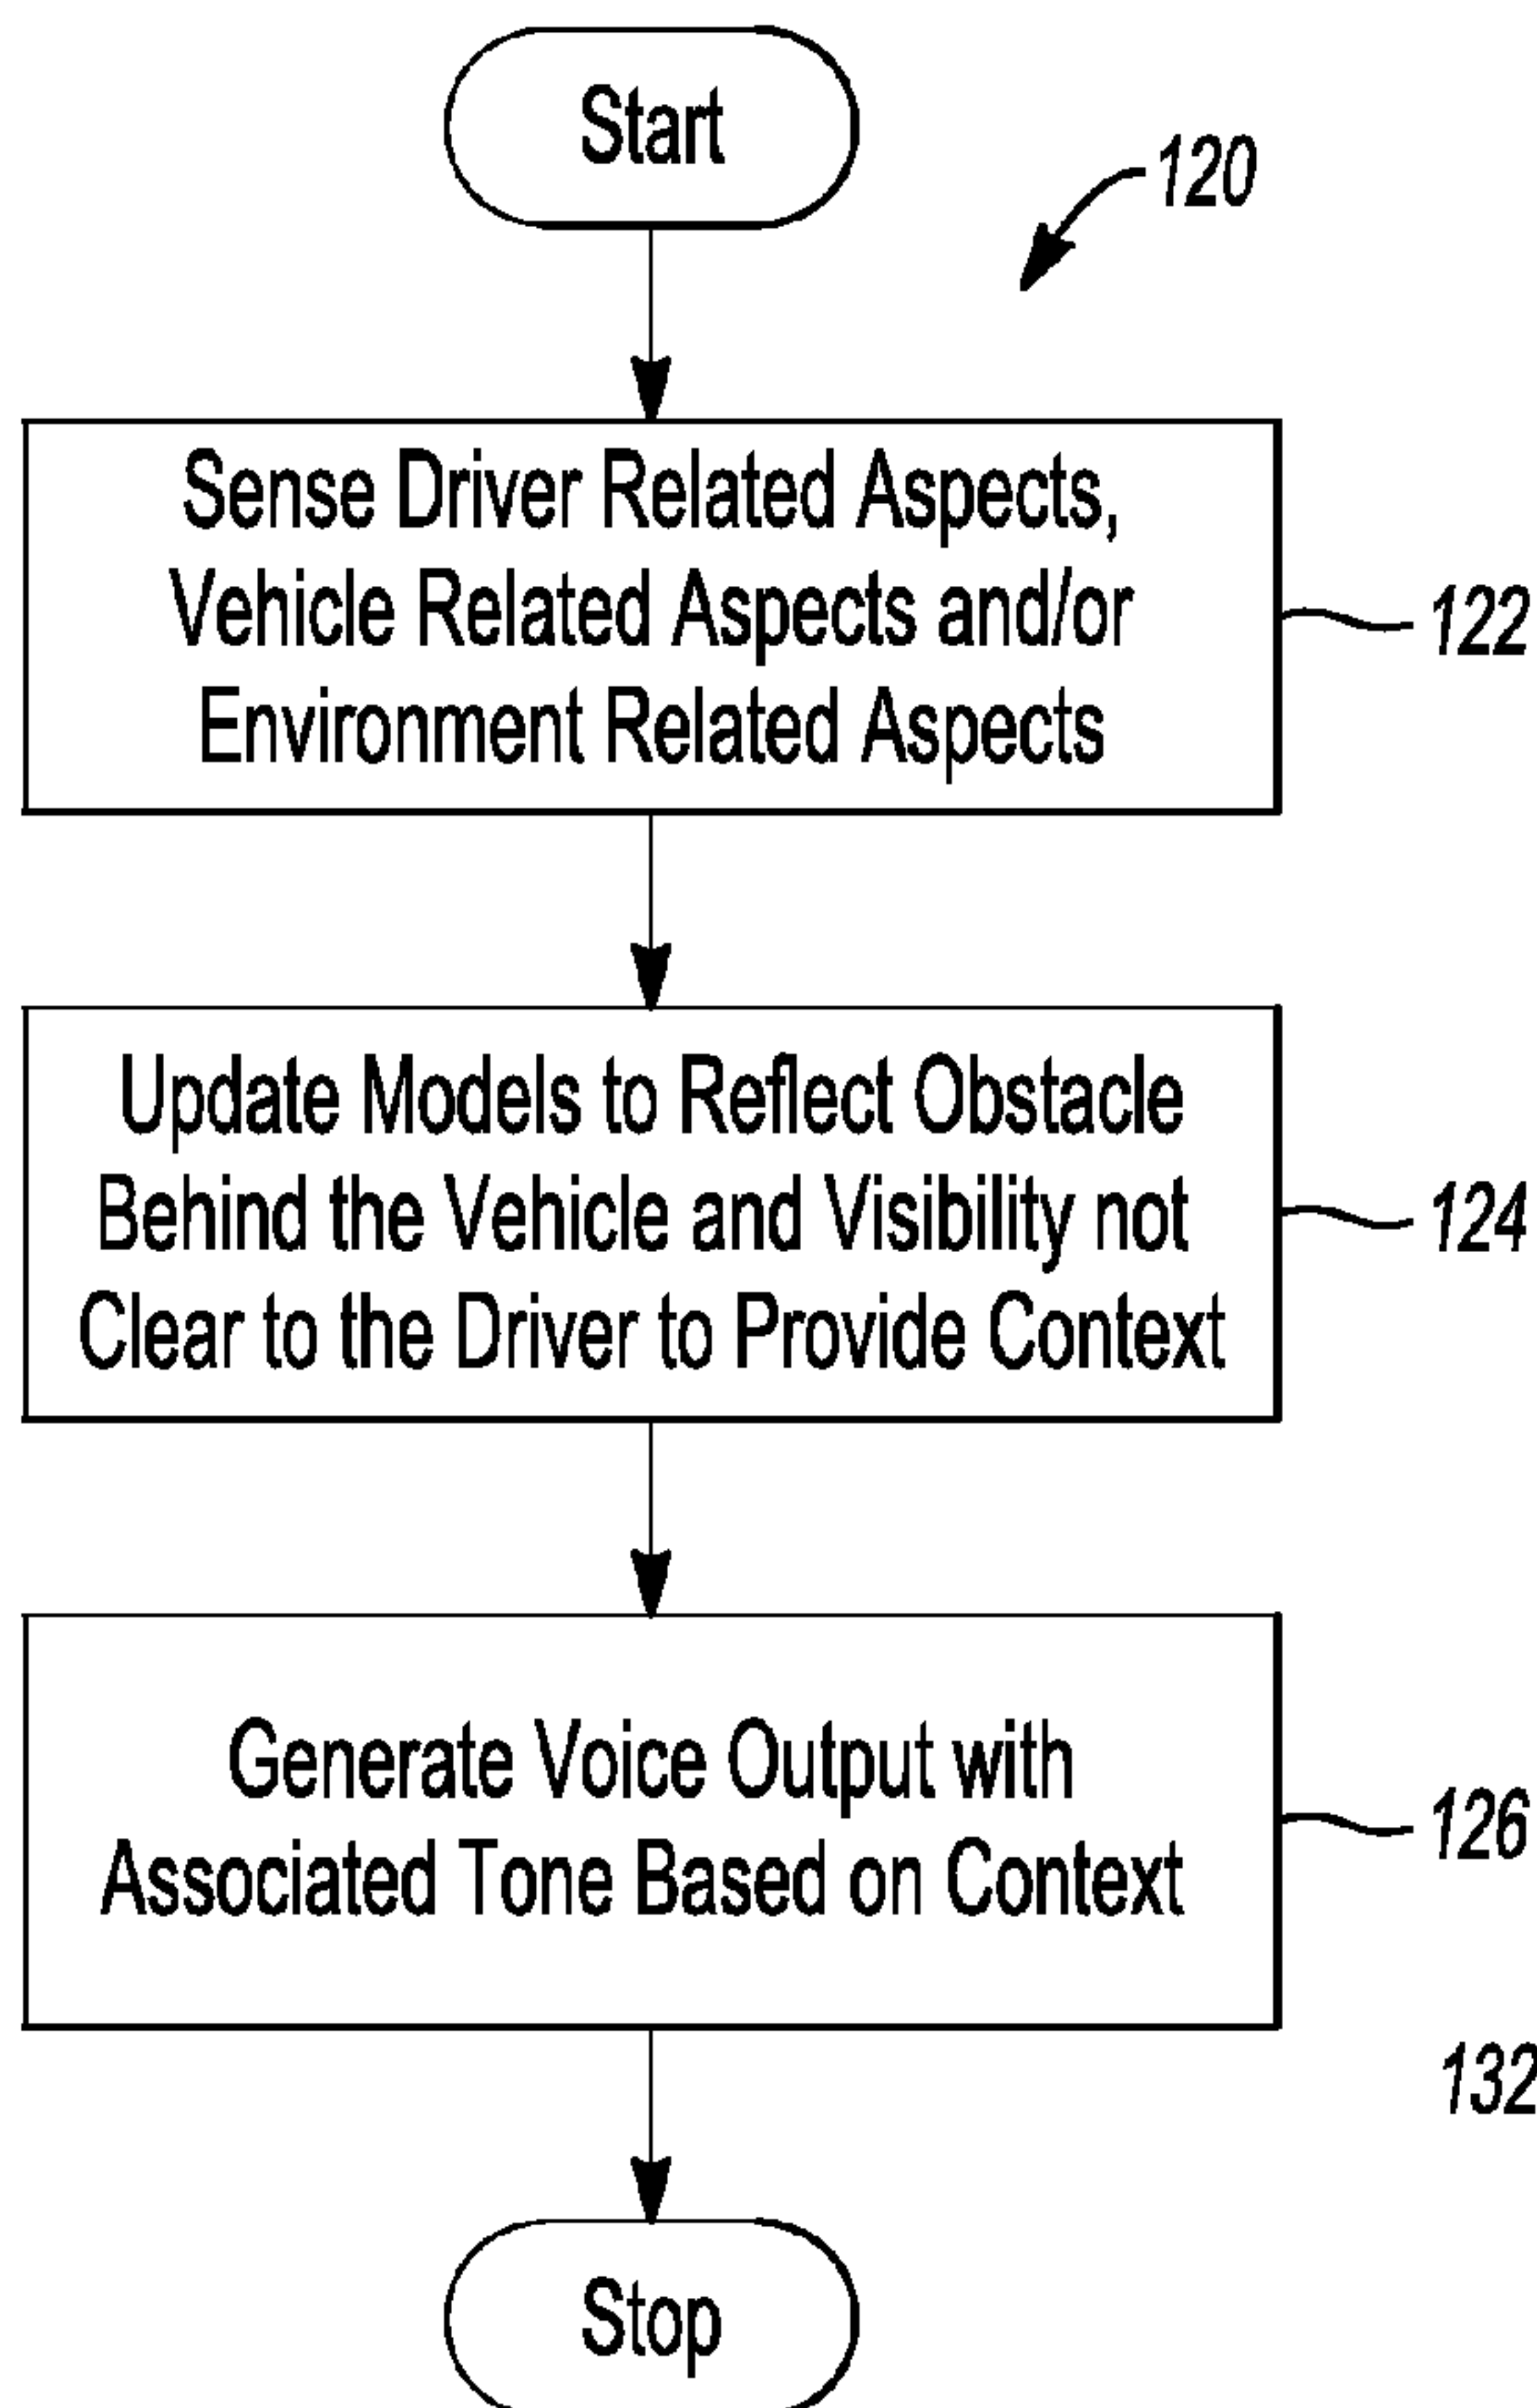 Start
120
Sense Driver Related Aspects,
Vehicle Related Aspects and/or
Environment Related Aspects
122
Update Models to Reflect Obstacle
Behind the Vehicle and Visibility not
Clear to the Driver to Provide Context
124
Generate Voice Output with
Associated Tone Based on Context
126
132
Stop